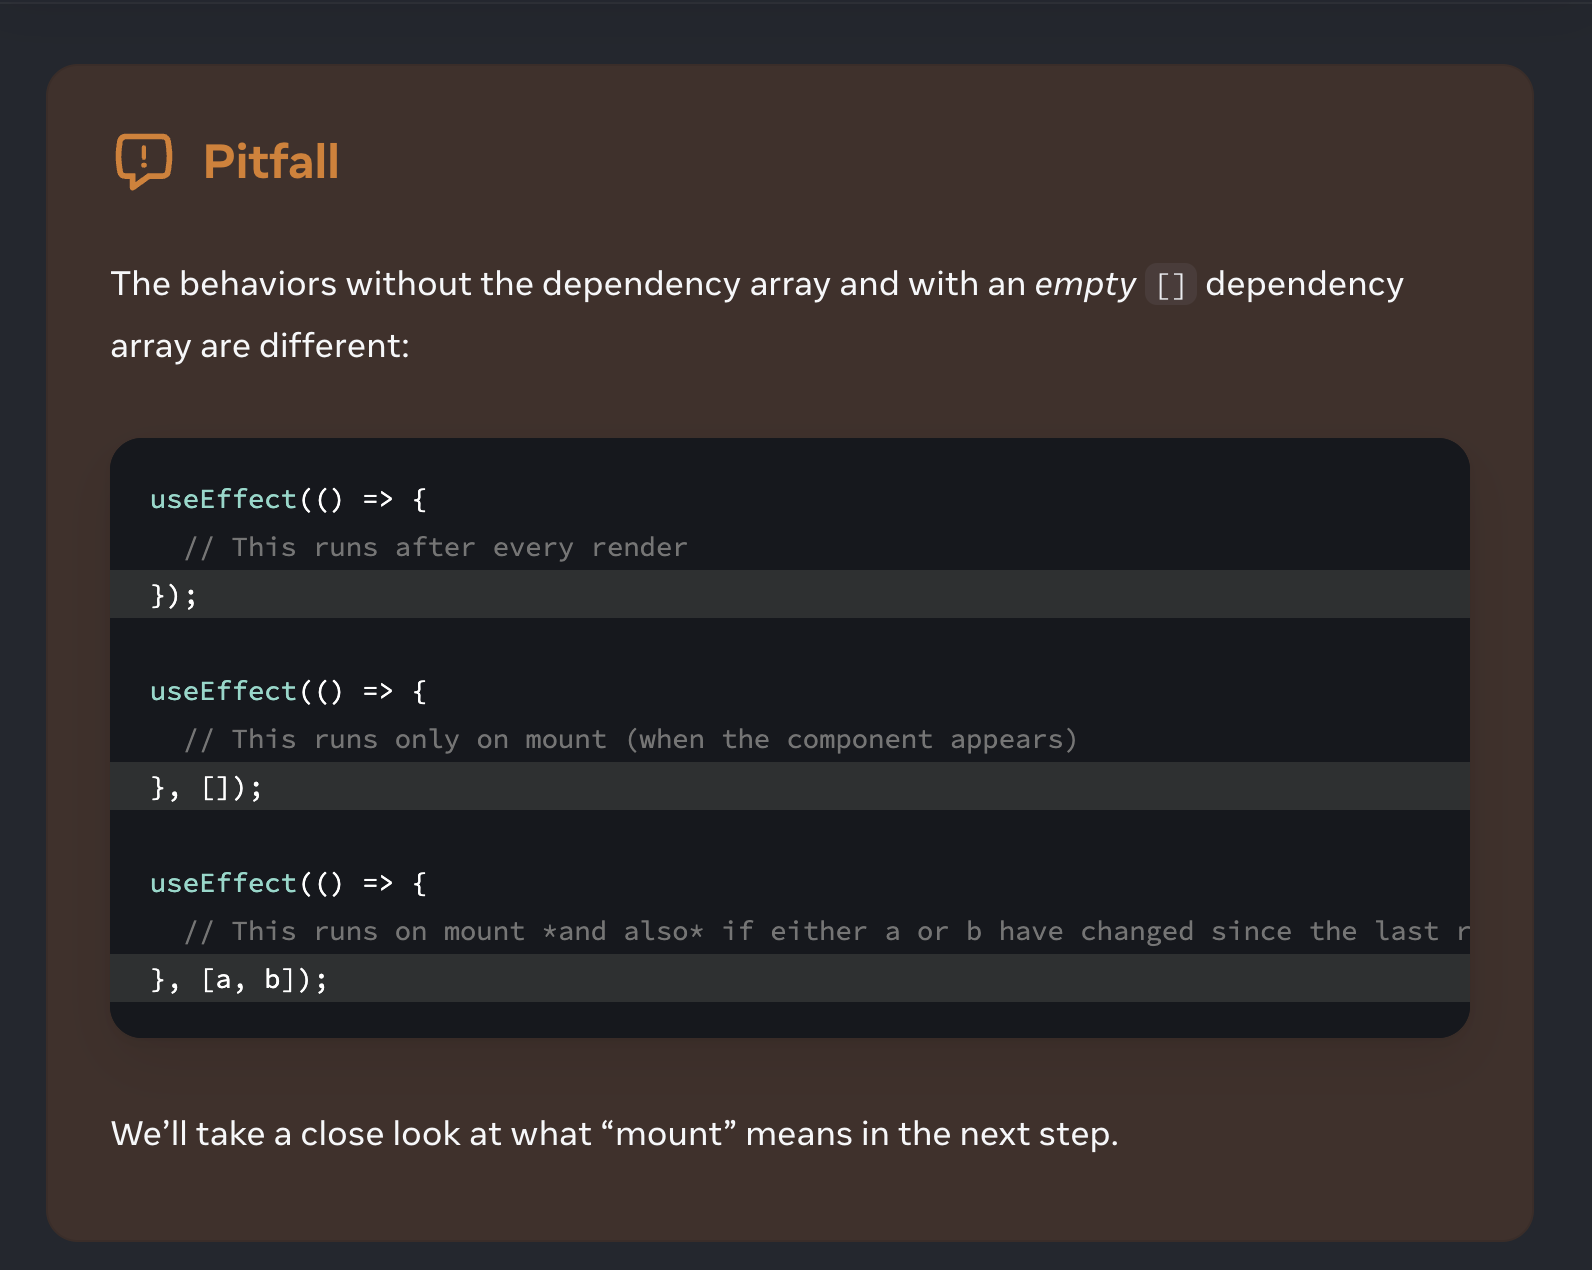 Pitfall
The behaviors without the dependency array and with an empty [] dependency
array are different:
useEffect(() => {
  // This runs after every render
});
useEffect(() => {
  // This runs only on mount (when the component appears)
}, []);
useEffect(() => {
  // This runs on mount *and also* if either a or b have changed since the last r
}, [a, b]);
We’ll take a close look at what “mount” means in the next step.